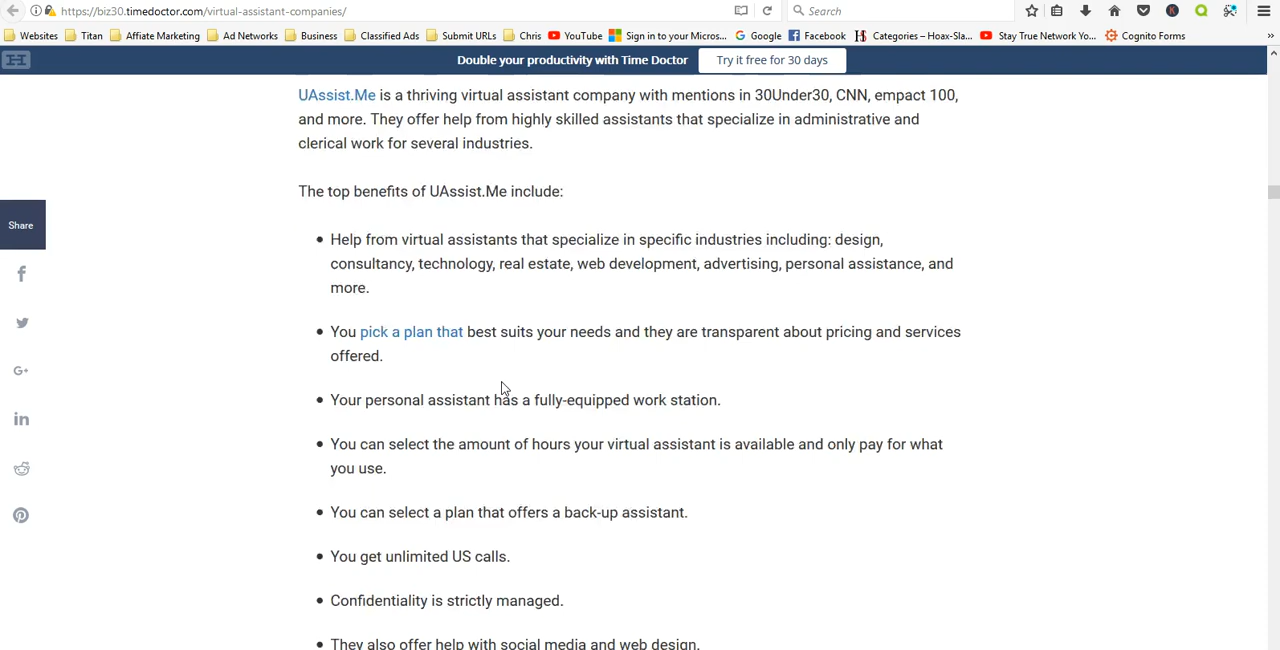 https://biz30.timedoctor.com/virtual-assistant-companies/
Search
Websites Titan Affiate Marketing Ad Networks Business Classified Ads Submit URLs Chris YouTube Sign in to your Micros... Google Facebook Categories – Hoax-Sla... Stay True Network Yo... Cognito Forms »
Double your productivity with Time Doctor Try it free for 30 days
UAssist.Me is a thriving virtual assistant company with mentions in 30Under30, CNN, empact 100,
and more. They offer help from highly skilled assistants that specialize in administrative and
clerical work for several industries.
The top benefits of UAssist.Me include:
Share
• Help from virtual assistants that specialize in specific industries including: design,
consultancy, technology, real estate, web development, advertising, personal assistance, and
more.
• You pick a plan that best suits your needs and they are transparent about pricing and services
offered.
• Your personal assistant has a fully-equipped work station.
• You can select the amount of hours your virtual assistant is available and only pay for what
you use.
• You can select a plan that offers a back-up assistant.
• You get unlimited US calls.
• Confidentiality is strictly managed.
• They also offer help with social media and web design.